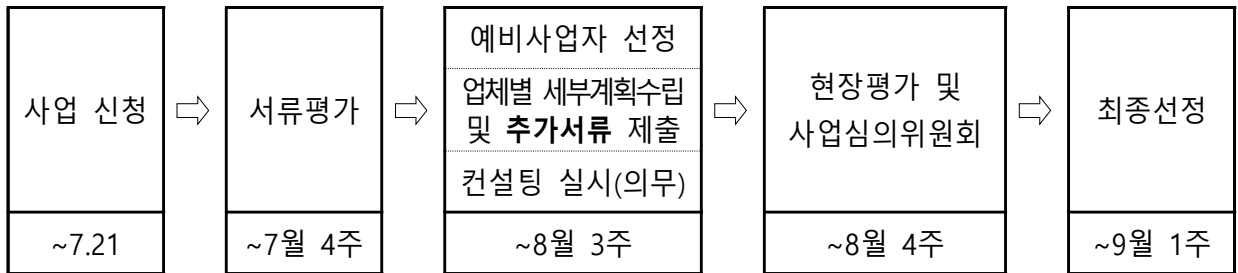 사업 신청
~7.21
서류평가
~7월 4주
예비사업자 선정
업체별 세부계획수립
및 추가서류 제출
컨설팅 실시(의무)
~8월 3주
현장평가 및
사업심의위원회
~8월 4주
최종선정
~9월 1주